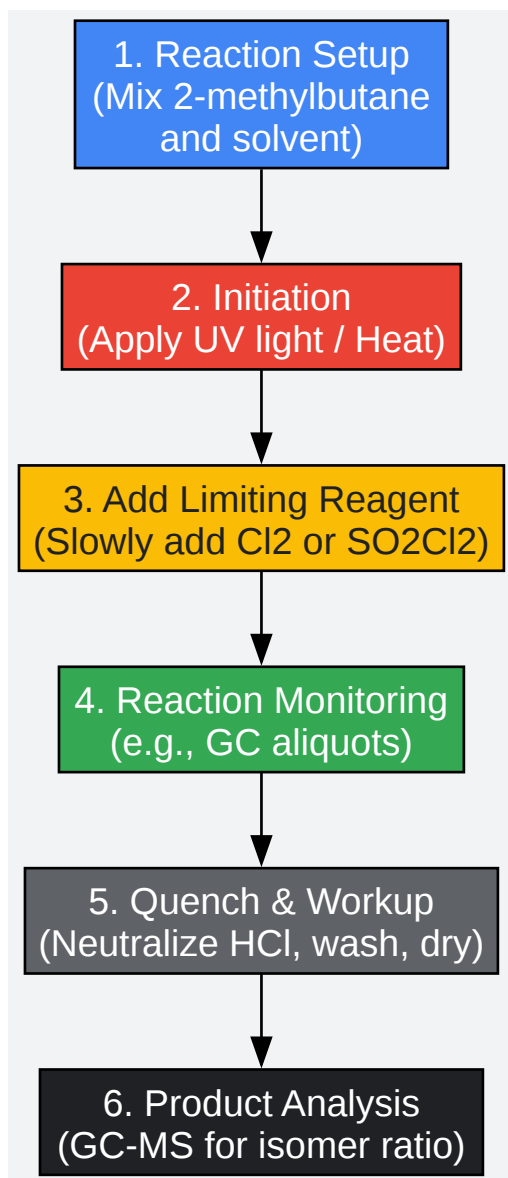 1. Reaction Setup
(Mix 2-methylbutane
and solvent)
2. Initiation
(Apply UV light / Heat)
3. Add Limiting Reagent
(Slowly add Cl2 or SO2Cl2)
4. Reaction Monitoring
(e.g., GC aliquots)
5. Quench & Workup
(Neutralize HCl, wash, dry)
6. Product Analysis
(GC-MS for isomer ratio)